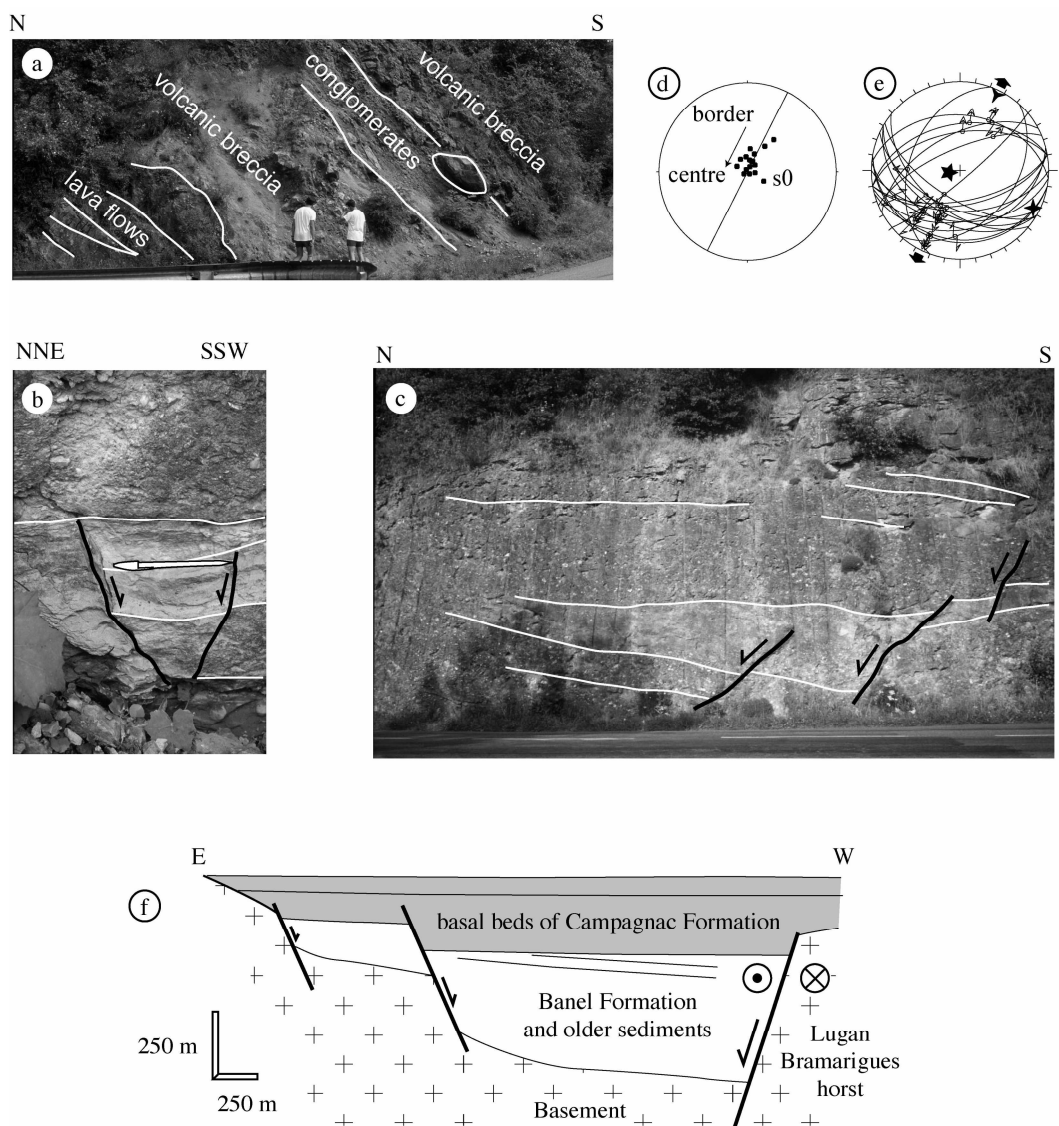 N S
a
volcanic breccia
conglomerates
volcanic breccia
lava flows
d
border
centre
s0
e
NNE SSW
b
N S
c
E W
f
basal beds of Campagnac Formation
Banel Formation
and older sediments
Lugan
Bramarigues
horst
250 m
250 m
Basement